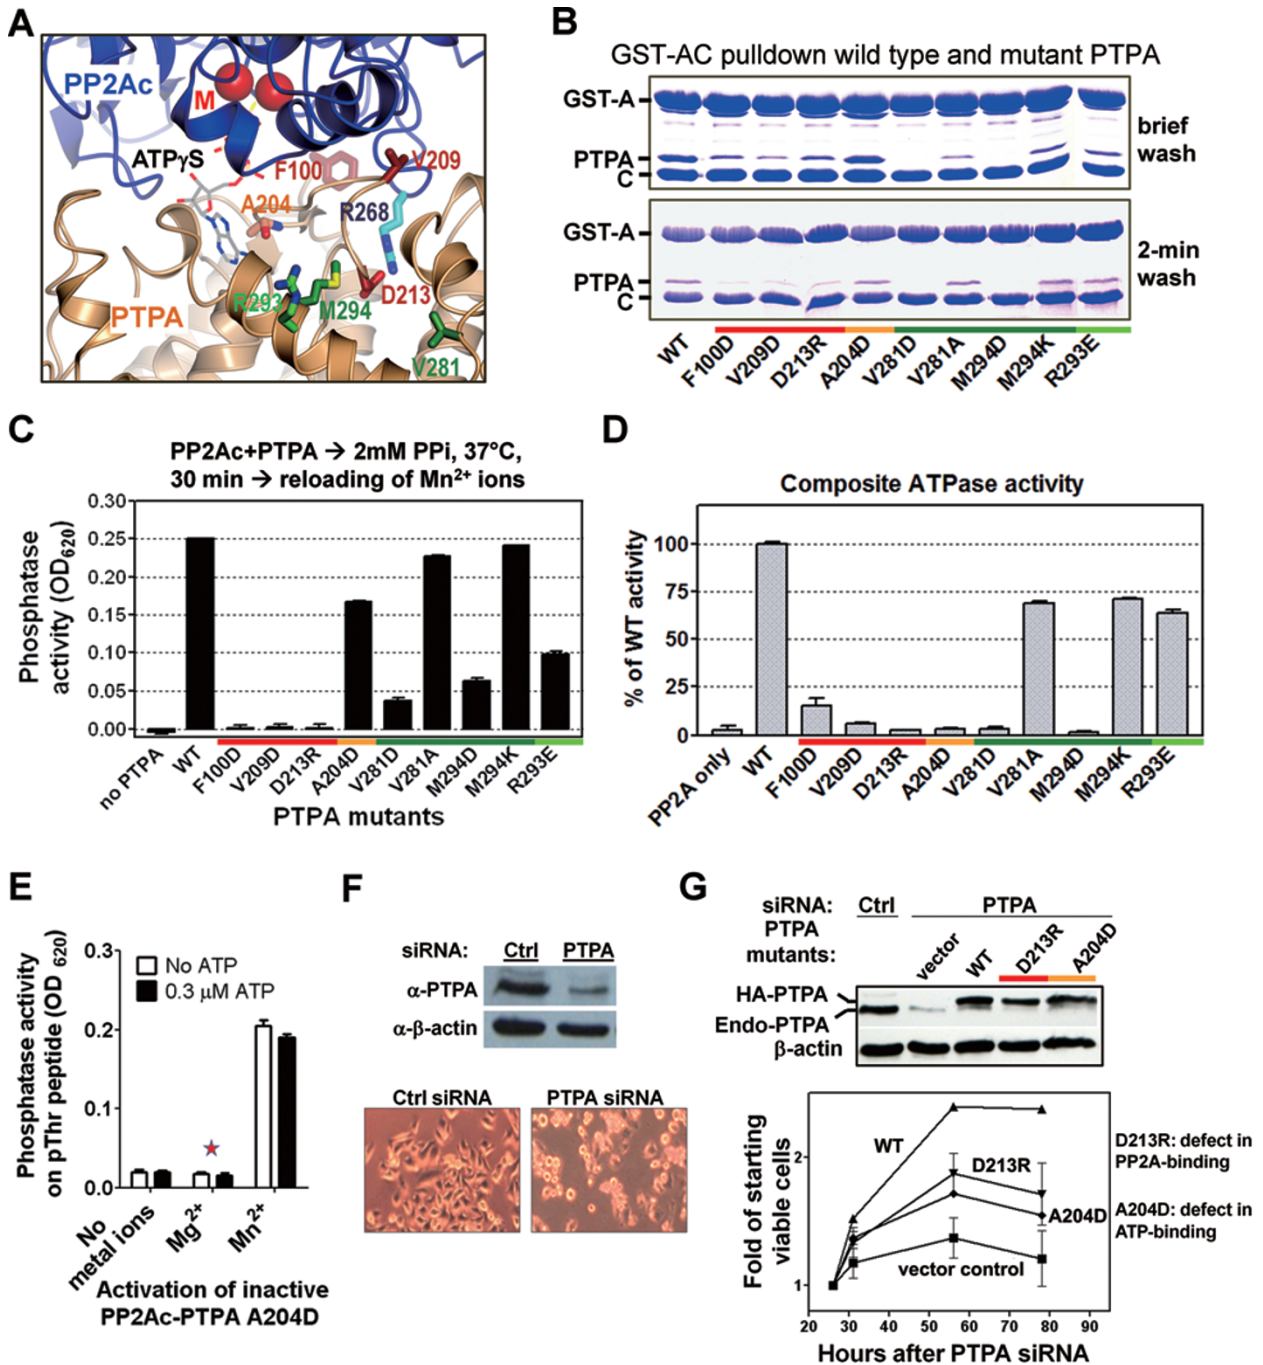 A
PP2Ac
M
ATPγS
F100
V209
A204
R268
R293
M294
D213
PTPA
V281
B
GST-AC pulldown wild type and mutant PTPA
GST-A
PTPA
C
brief
wash
GST-A
PTPA
C
2-min
wash
WT
F100D
V209D
D213R
A204D
V281D
V281A
M294D
M294K
R293E
C
PP2Ac+PTPA → 2mM PPi, 37°C,
30 min → reloading of Mn2+ ions
Phosphatase
activity (OD620)
0.30
0.25
0.20
0.15
0.10
0.05
0.00
no PTPA
WT
F100D
V209D
D213R
A204D
V281D
V281A
M294D
M294K
R293E
PTPA mutants
D
Composite ATPase activity
% of WT activity
100
75
50
25
0
PP2A only
WT
F100D
V209D
D213R
A204D
V281D
V281A
M294D
M294K
R293E
E
Phosphatase activity
on pThr peptide (OD 620)
0.3
0.2
0.1
0.0
No ATP
0.3 µM ATP
No
metal ions
Mg2+
Mn2+
Activation of inactive
PP2Ac-PTPA A204D
F
siRNA: Ctrl PTPA
α-PTPA
α-β-actin
Ctrl siRNA
PTPA siRNA
G
siRNA: Ctrl PTPA
PTPA
mutants:
vector
WT
D213R
A204D
HA-PTPA
Endo-PTPA
β-actin
Fold of starting
viable cells
2
1
WT
D213R
A204D
vector control
D213R: defect in
PP2A-binding
A204D: defect in
ATP-binding
20 30 40 50 60 70 80 90
Hours after PTPA siRNA